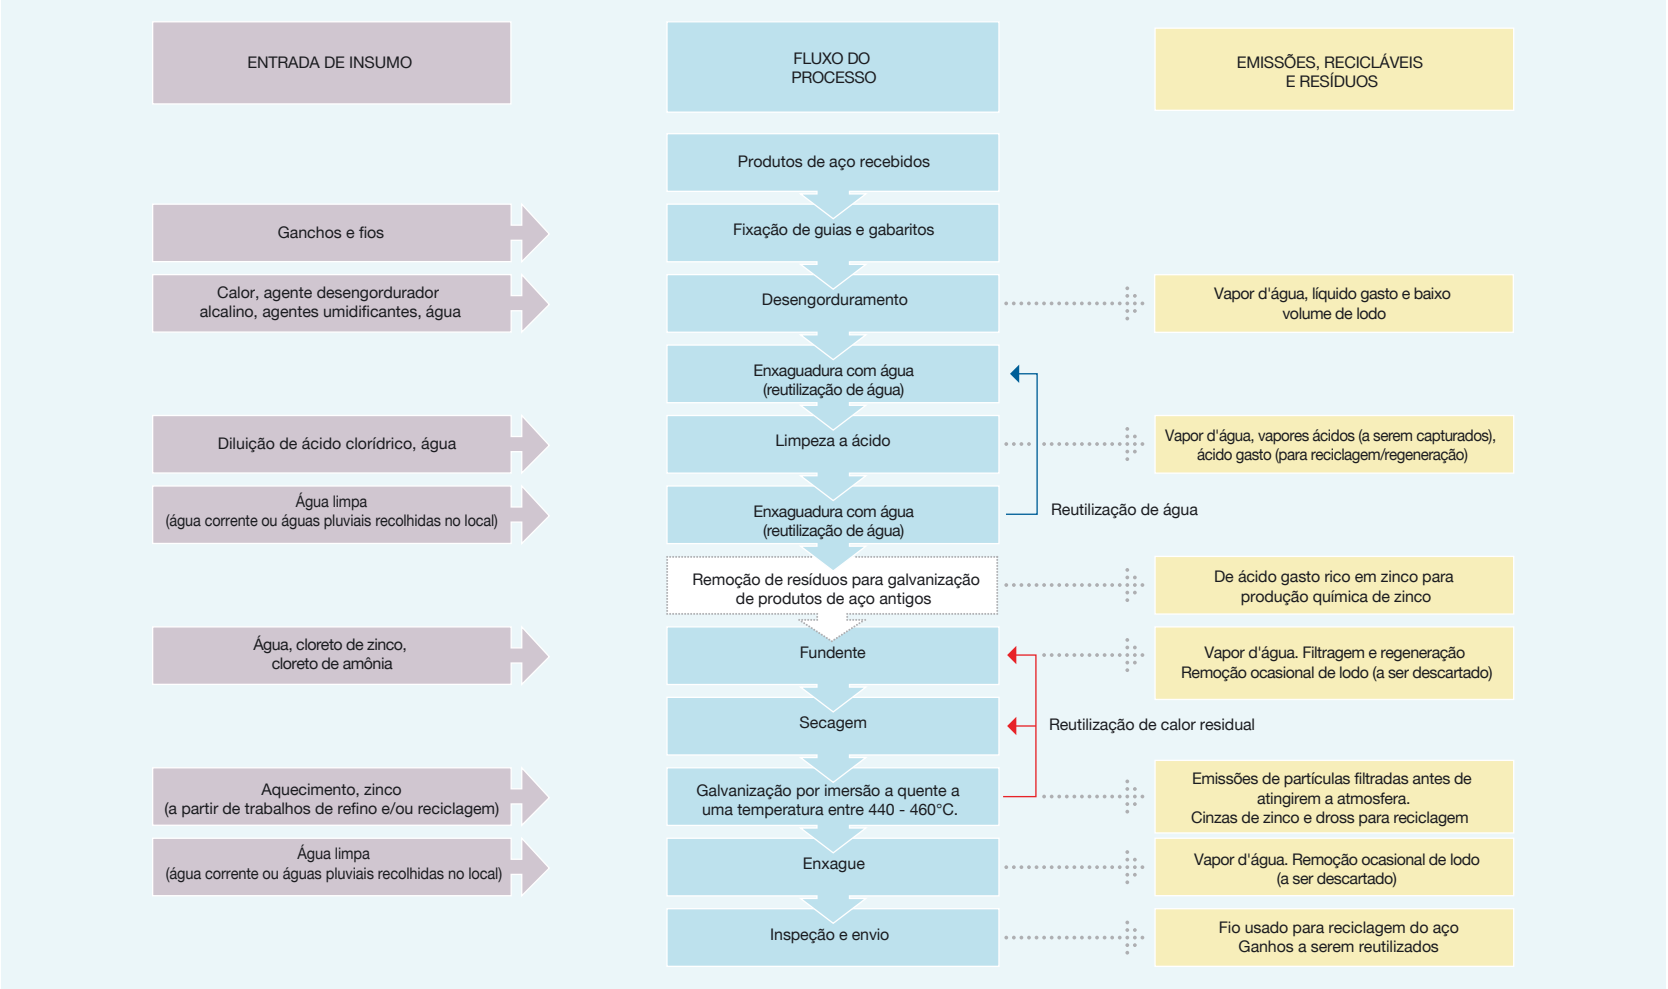 ENTRADA DE INSUMO
FLUXO DO
PROCESSO
EMISSÕES, RECICLÁVEIS
E RESÍDUOS
Produtos de aço recebidos
Ganchos e fios
Fixação de guias e gabaritos
Calor, agente desengordurador
alcalino, agentes umidificantes, água
Desengorduramento
Vapor d'água, líquido gasto e baixo
volume de lodo
Enxaguadura com água
(reutilização de água)
Diluição de ácido clorídrico, água
Limpeza a ácido
Vapor d'água, vapores ácidos (a serem capturados),
ácido gasto (para reciclagem/regeneração)
Água limpa
(água corrente ou águas pluviais recolhidas no local)
Enxaguadura com água
(reutilização de água)
Reutilização de água
Remoção de resíduos para galvanização
de produtos de aço antigos
De ácido gasto rico em zinco para
produção química de zinco
Água, cloreto de zinco,
cloreto de amônia
Fundente
Vapor d'água. Filtragem e regeneração
Remoção ocasional de lodo (a ser descartado)
Secagem
Reutilização de calor residual
Aquecimento, zinco
(a partir de trabalhos de refino e/ou reciclagem)
Galvanização por imersão a quente a
uma temperatura entre 440 - 460°C.
Emissões de partículas filtradas antes de
atingirem a atmosfera.
Cinzas de zinco e dross para reciclagem
Água limpa
(água corrente ou águas pluviais recolhidas no local)
Enxague
Vapor d'água. Remoção ocasional de lodo
(a ser descartado)
Inspeção e envio
Fio usado para reciclagem do aço
Ganhos a serem reutilizados